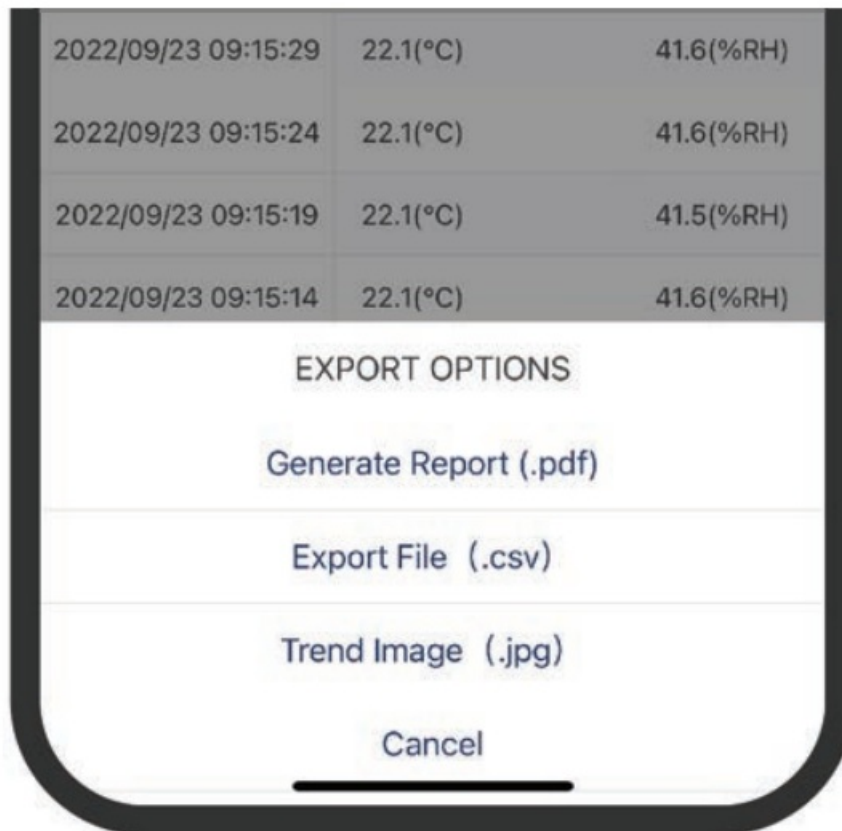 2022/09/23 09:15:29 22.1(°C) 41.6(%RH)
2022/09/23 09:15:24 22.1(°C) 41.6(%RH)
2022/09/23 09:15:19 22.1(°C) 41.5(%RH)
2022/09/23 09:15:14 22.1(°C) 41.6(%RH)
EXPORT OPTIONS
Generate Report (.pdf)
Export File (.csv)
Trend Image (.jpg)
Cancel